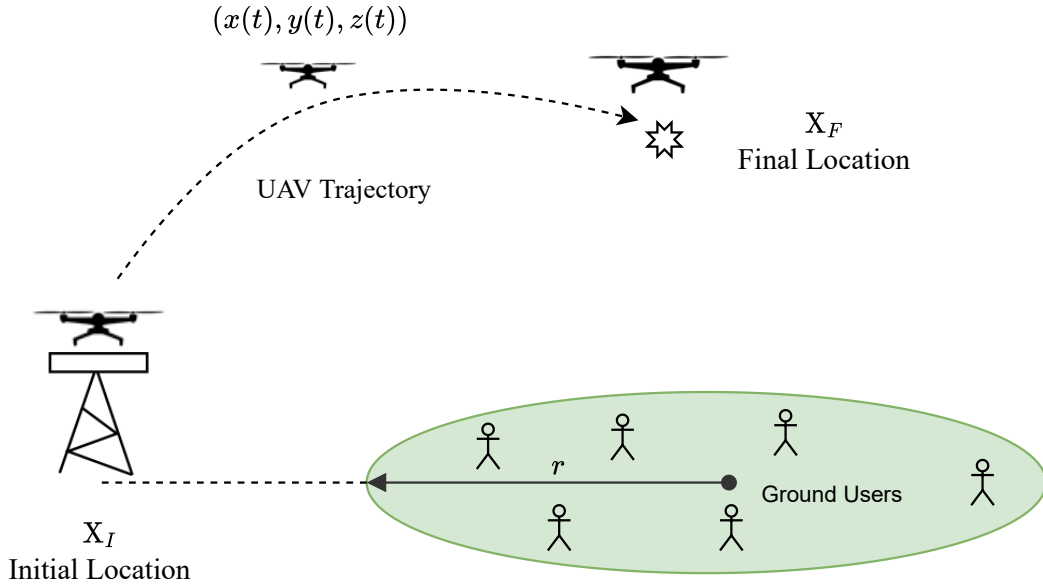 (x(t), y(t), z(t))
X_F
Final Location
UAV Trajectory
r
Ground Users
X_I
Initial Location